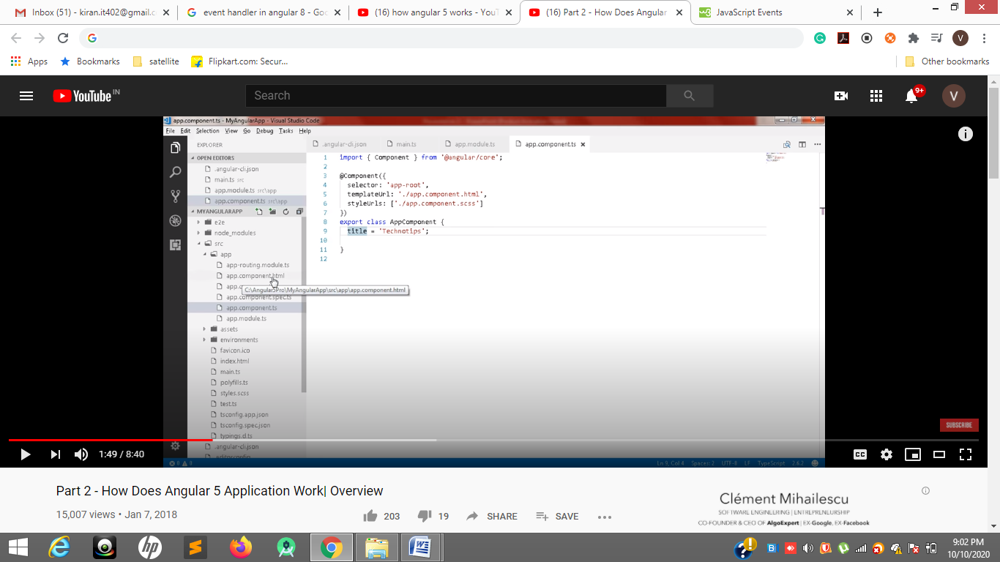 Inbox (51) - kiran.it402@gmail.c
event handler in angular 8 - Goo
(16) how angular 5 works - YouT
(16) Part 2 - How Does Angular
JavaScript Events
Apps
Bookmarks
satellite
Flipkart.com: Secur...
Other bookmarks
YouTube IN
Search
9+
V
app.component.ts - MyAngularApp - Visual Studio Code
File Edit Selection View Go Debug Tasks Help
EXPLORER
.angular-cli.json
main.ts
app.module.ts
app.component.ts
OPEN EDITORS
.angular-cli.json
main.ts src
app.module.ts src\app
app.component.ts src\app
MYANGULARAPP
e2e
node_modules
src
app
app-routing.module.ts
app.component.html
app.c
C:\Angular5Pro\MyAngularApp\src\app\app.component.html
app.component.spec.ts
app.component.ts
app.module.ts
assets
environments
favicon.ico
index.html
main.ts
polyfills.ts
styles.scss
test.ts
tsconfig.app.json
tsconfig.spec.json
typings.d.ts
.angular-cli.json
.editorconfig
1 import { Component } from '@angular/core';
2
3 @Component({
4 selector: 'app-root',
5 templateUrl: './app.component.html',
6 styleUrls: ['./app.component.scss']
7 })
8 export class AppComponent {
9 title = 'Technotips';
10
11 }
12
0 0
Ln 9, Col 4 Spaces: 2 UTF-8 LF TypeScript 2.6.2
SUBSCRIBE
1:49 / 8:40
CC
Part 2 - How Does Angular 5 Application Work| Overview
15,007 views • Jan 7, 2018
203
19
SHARE
SAVE
Clément Mihailescu
SOFTWARE ENGINEERING | ENTREPRENEURSHIP
CO-FOUNDER & CEO OF AlgoExpert | EX-Google, EX-Facebook
9:02 PM
10/10/2020